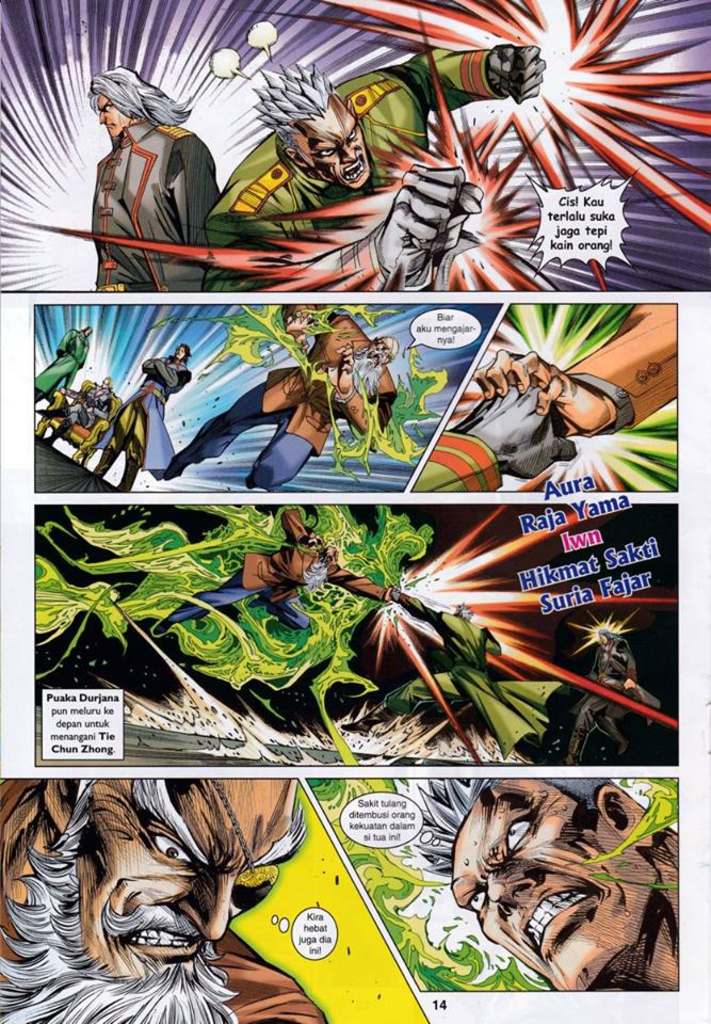 Cis! Kau
terlalu suka
jaga tepi
kain orang!
Biar
aku mengajar-
nya!
Aura
Raja Yama
lwn
Hikmat Sakti
Suria Fajar
Puaka Durjana
pun meluru ke
depan untuk
menangani Tie
Chun Zhong.
Kira
hebat
juga dia
ini!
Sakit tulang
ditembusi orang
kekuatan dalam
si tua ini!
14